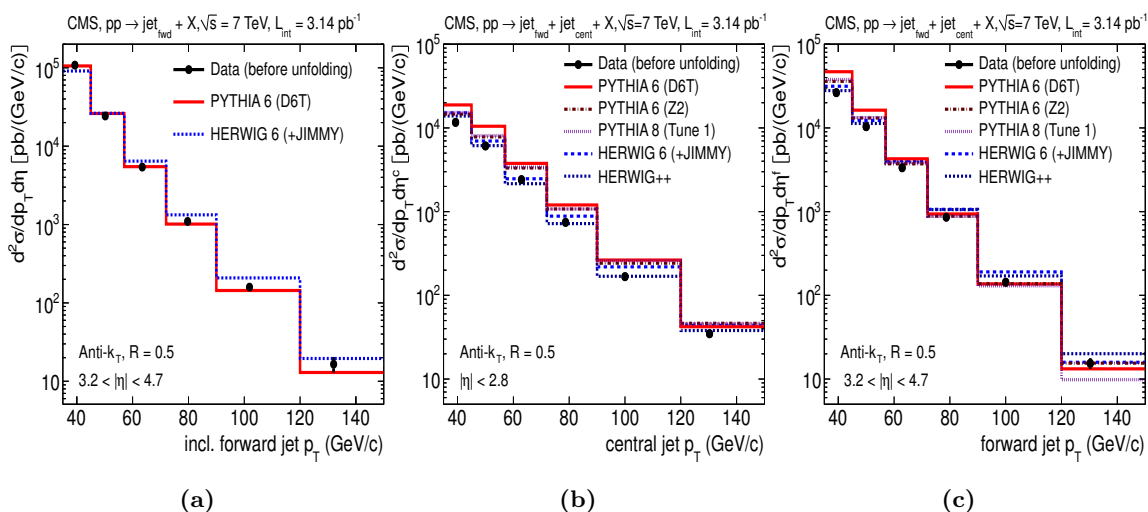 CMS, pp → jet_fwd + X,√s = 7 TeV, L_int = 3.14 pb⁻¹
d²σ/dp_T dη [pb/(GeV/c)]
10⁵
10⁴
10³
10²
10
Data (before unfolding)
PYTHIA 6 (D6T)
HERWIG 6 (+JIMMY)
Anti-k_T, R = 0.5
3.2 < |η| < 4.7
40 60 80 100 120 140
incl. forward jet p_T (GeV/c)
(a)
CMS, pp → jet_fwd + jet_cent + X,√s=7 TeV, L_int = 3.14 pb⁻¹
d²σ/dp_T dη^c [pb/(GeV/c)]
10⁵
10⁴
10³
10²
10
Data (before unfolding)
PYTHIA 6 (D6T)
PYTHIA 6 (Z2)
PYTHIA 8 (Tune 1)
HERWIG 6 (+JIMMY)
HERWIG++
Anti-k_T, R = 0.5
|η| < 2.8
40 60 80 100 120 140
central jet p_T (GeV/c)
(b)
CMS, pp → jet_fwd + jet_cent + X,√s=7 TeV, L_int = 3.14 pb⁻¹
d²σ/dp_T dη^f [pb/(GeV/c)]
10⁵
10⁴
10³
10²
10
Data (before unfolding)
PYTHIA 6 (D6T)
PYTHIA 6 (Z2)
PYTHIA 8 (Tune 1)
HERWIG 6 (+JIMMY)
HERWIG++
Anti-k_T, R = 0.5
3.2 < |η| < 4.7
40 60 80 100 120 140
forward jet p_T (GeV/c)
(c)